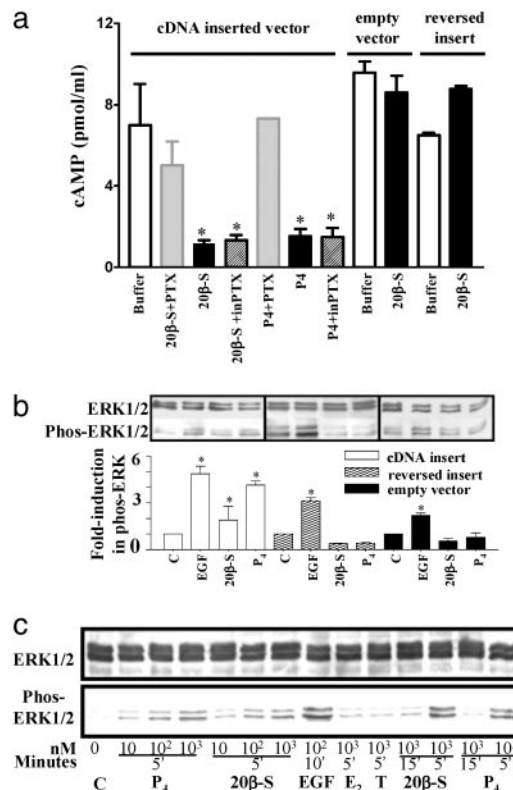 a
cDNA inserted vector
empty vector
reversed insert
cAMP (pmol/ml)
12
9
6
3
0
Buffer
20β-S+PTX
* 20β-S
* 20β-S +inPTX
P4+PTX
* P4
* P4+inPTX
Buffer
20β-S
Buffer
20β-S
b
ERK1/2
Phos-ERK1/2
Fold-induction in phos-ERK
6
3
0
cDNA insert
reversed insert
empty vector
* * * * *
C EGF 20β-S P₄ C EGF 20β-S P₄ C EGF 20β-S P₄
c
ERK1/2
Phos-ERK1/2
nM 0 10 10² 10³ 10 10² 10³ 10² 10³ 10³ 10³ 10³ 10³ 10³
Minutes 5' 5' 10' 5' 5' 15' 5' 15' 5'
C P₄ 20β-S EGF E₂ T 20β-S P₄